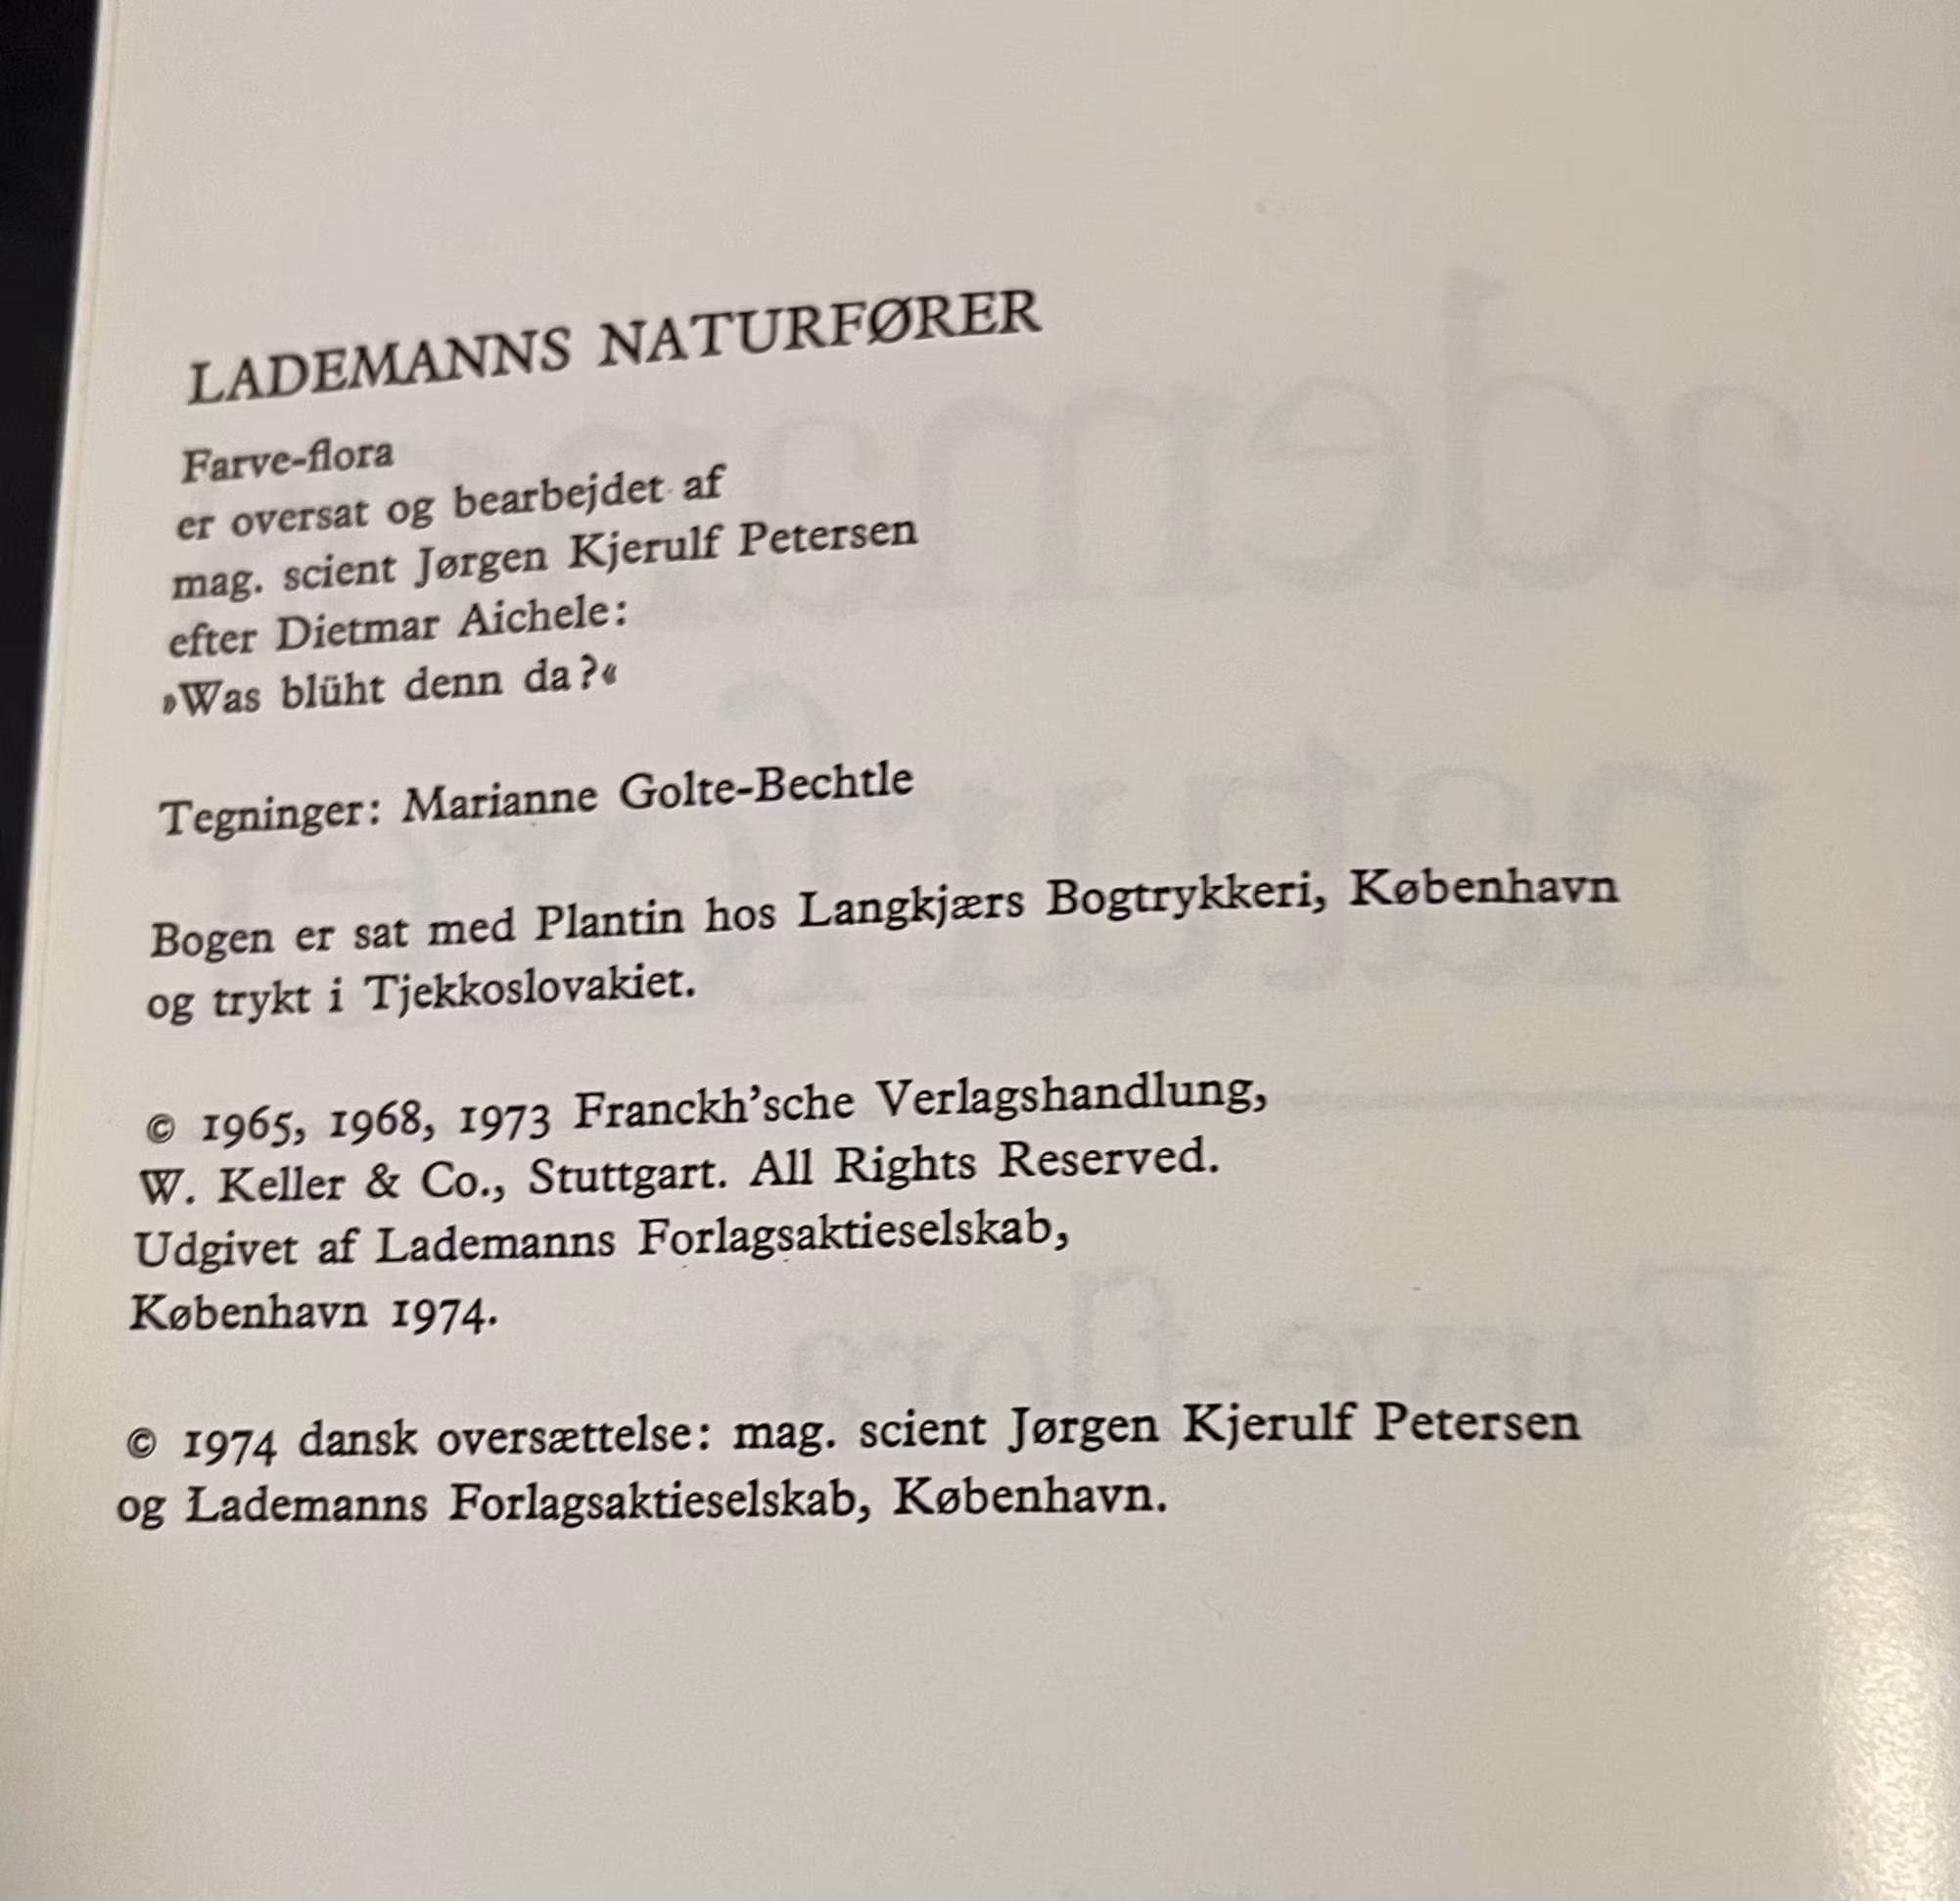 LADEMANNS NATURFØRER
Farve-flora
er oversat og bearbejdet af
mag. scient Jørgen Kjerulf Petersen
efter Dietmar Aichele:
»Was blüht denn da?«
Tegninger: Marianne Golte-Bechtle
Bogen er sat med Plantin hos Langkjærs Bogtrykkeri, København
og trykt i Tjekkoslovakiet.
© 1965, 1968, 1973 Franckh’sche Verlagshandlung,
W. Keller & Co., Stuttgart. All Rights Reserved.
Udgivet af Lademanns Forlagsaktieselskab,
København 1974.
© 1974 dansk oversættelse: mag. scient Jørgen Kjerulf Petersen
og Lademanns Forlagsaktieselskab, København.